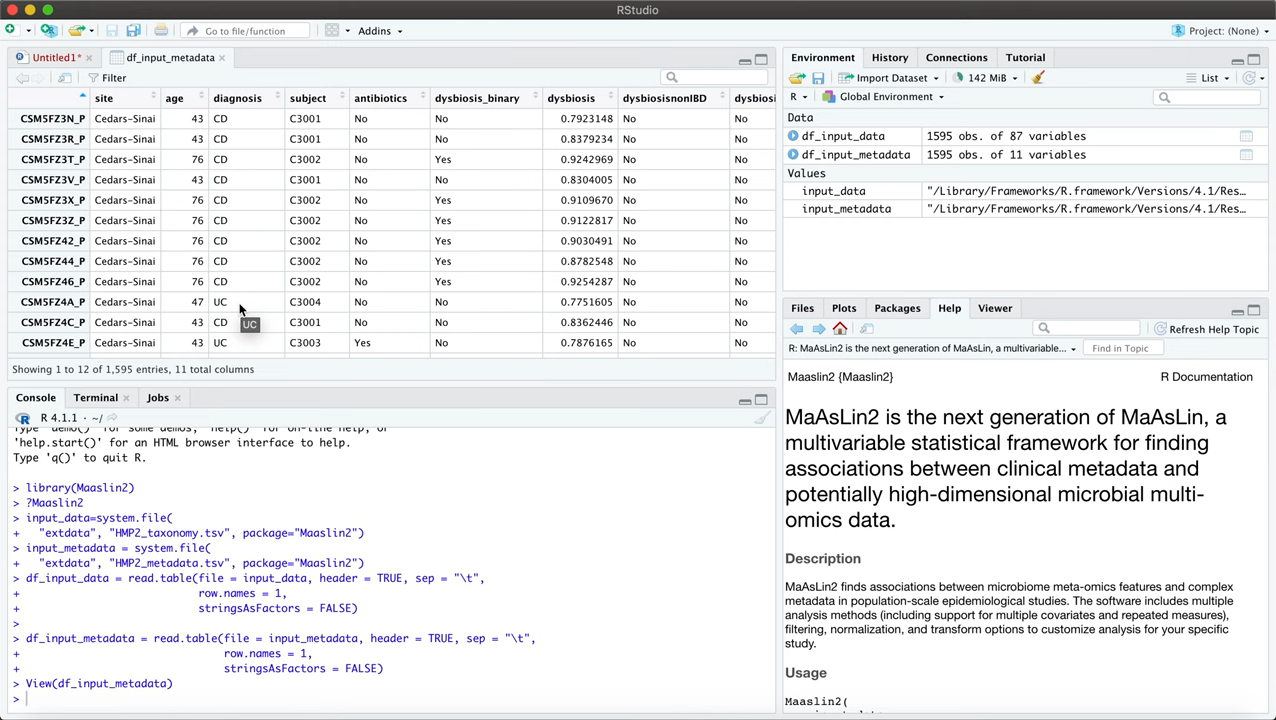 RStudio
Go to file/function
Addins
Project: (None)
Untitled1* ×
df_input_metadata ×
Filter
site age diagnosis subject antibiotics dysbiosis_binary dysbiosis dysbiosisnonIBD dysbiosi
CSM5FZ3N_P Cedars-Sinai 43 CD C3001 No No 0.7923148 No No
CSM5FZ3R_P Cedars-Sinai 43 CD C3001 No No 0.8379234 No No
CSM5FZ3T_P Cedars-Sinai 76 CD C3002 No Yes 0.9242969 No No
CSM5FZ3V_P Cedars-Sinai 43 CD C3001 No No 0.8304005 No No
CSM5FZ3X_P Cedars-Sinai 76 CD C3002 No Yes 0.9109670 No No
CSM5FZ3Z_P Cedars-Sinai 76 CD C3002 No Yes 0.9122817 No No
CSM5FZ42_P Cedars-Sinai 76 CD C3002 No Yes 0.9030491 No No
CSM5FZ44_P Cedars-Sinai 76 CD C3002 No Yes 0.8782548 No No
CSM5FZ46_P Cedars-Sinai 76 CD C3002 No Yes 0.9254287 No No
CSM5FZ4A_P Cedars-Sinai 47 UC C3004 No No 0.7751605 No No
CSM5FZ4C_P Cedars-Sinai 43 CD C3001 No No 0.8362446 No No
UC
CSM5FZ4E_P Cedars-Sinai 43 UC C3003 Yes No 0.7876165 No No
Showing 1 to 12 of 1,595 entries, 11 total columns
Console Terminal × Jobs ×
R 4.1.1 · ~/
Type 'demo()' for some demos, 'help()' for on-line help, or
'help.start()' for an HTML browser interface to help.
Type 'q()' to quit R.
> library(Maaslin2)
> ?Maaslin2
> input_data=system.file(
+ "extdata", "HMP2_taxonomy.tsv", package="Maaslin2")
> input_metadata = system.file(
+ "extdata", "HMP2_metadata.tsv", package="Maaslin2")
> df_input_data = read.table(file = input_data, header = TRUE, sep = "\t",
+ row.names = 1,
+ stringsAsFactors = FALSE)
>
> df_input_metadata = read.table(file = input_metadata, header = TRUE, sep = "\t",
+ row.names = 1,
+ stringsAsFactors = FALSE)
> View(df_input_metadata)
>
Environment History Connections Tutorial
Import Dataset 142 MiB List
R Global Environment
Data
df_input_data 1595 obs. of 87 variables
df_input_metadata 1595 obs. of 11 variables
Values
input_data "/Library/Frameworks/R.framework/Versions/4.1/Res…
input_metadata "/Library/Frameworks/R.framework/Versions/4.1/Res…
Files Plots Packages Help Viewer
Refresh Help Topic
R: MaAsLin2 is the next generation of MaAsLin, a multivariable... Find in Topic
Maaslin2 {Maaslin2} R Documentation
MaAsLin2 is the next generation of MaAsLin, a
multivariable statistical framework for finding
associations between clinical metadata and
potentially high-dimensional microbial multi-
omics data.
Description
MaAsLin2 finds associations between microbiome meta-omics features and complex
metadata in population-scale epidemiological studies. The software includes multiple
analysis methods (including support for multiple covariates and repeated measures),
filtering, normalization, and transform options to customize analysis for your specific
study.
Usage
Maaslin2(